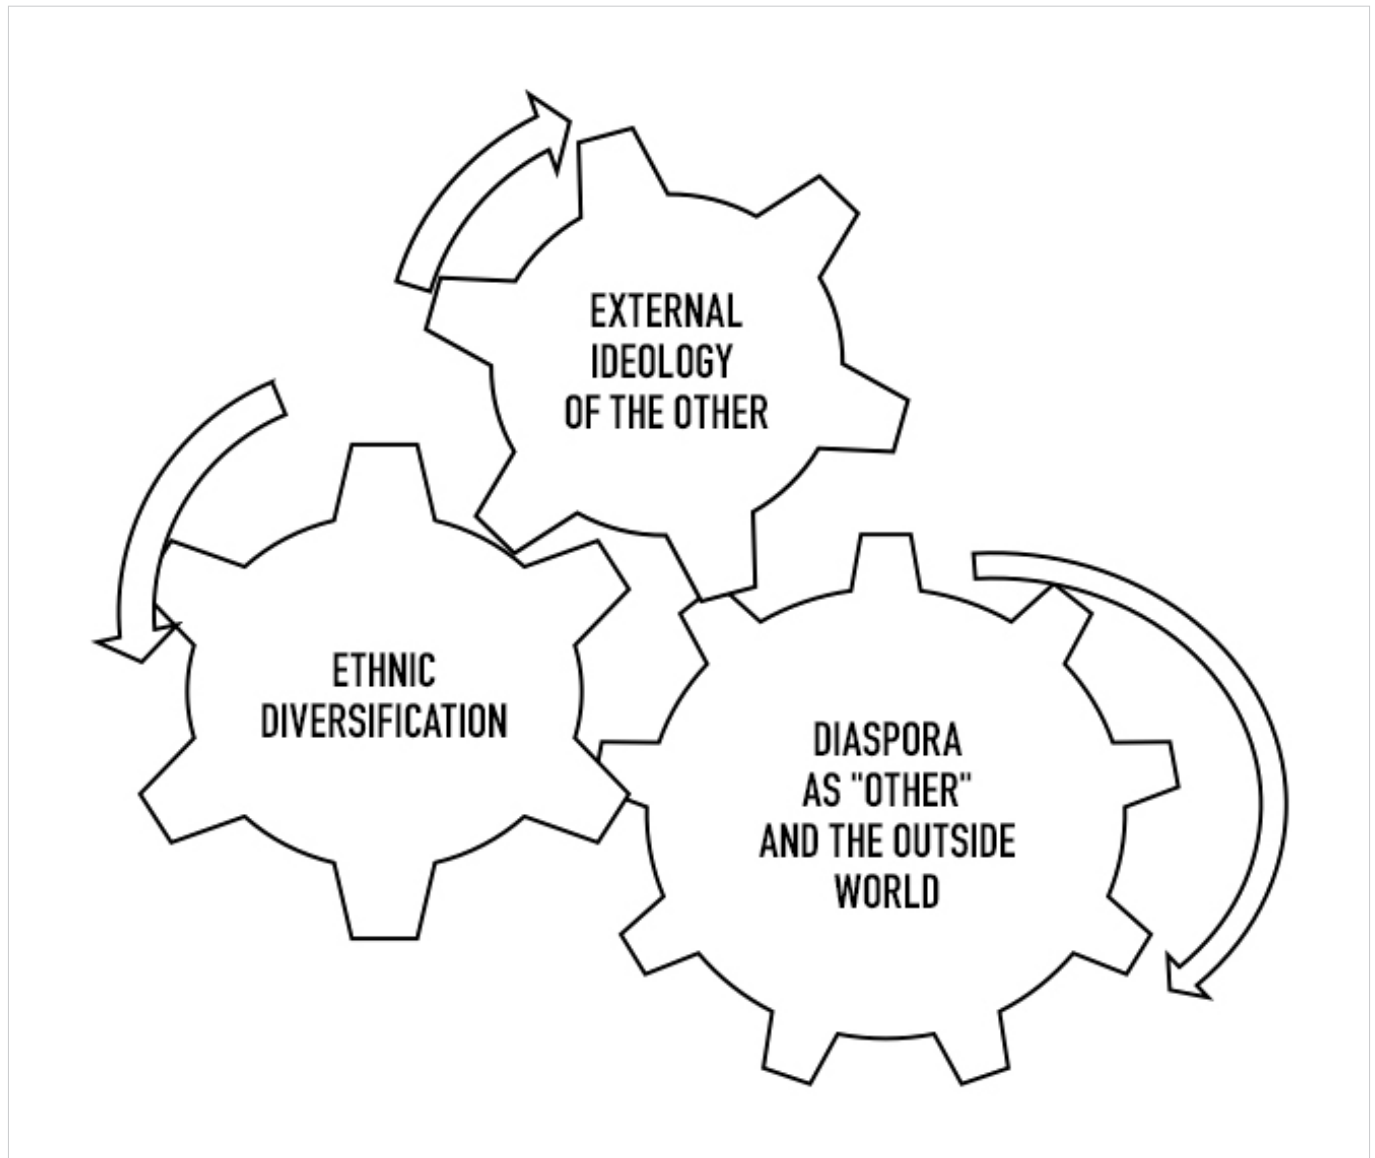 EXTERNAL
IDEOLOGY
OF THE OTHER
ETHNIC
DIVERSIFICATION
DIASPORA
AS "OTHER"
AND THE OUTSIDE
WORLD